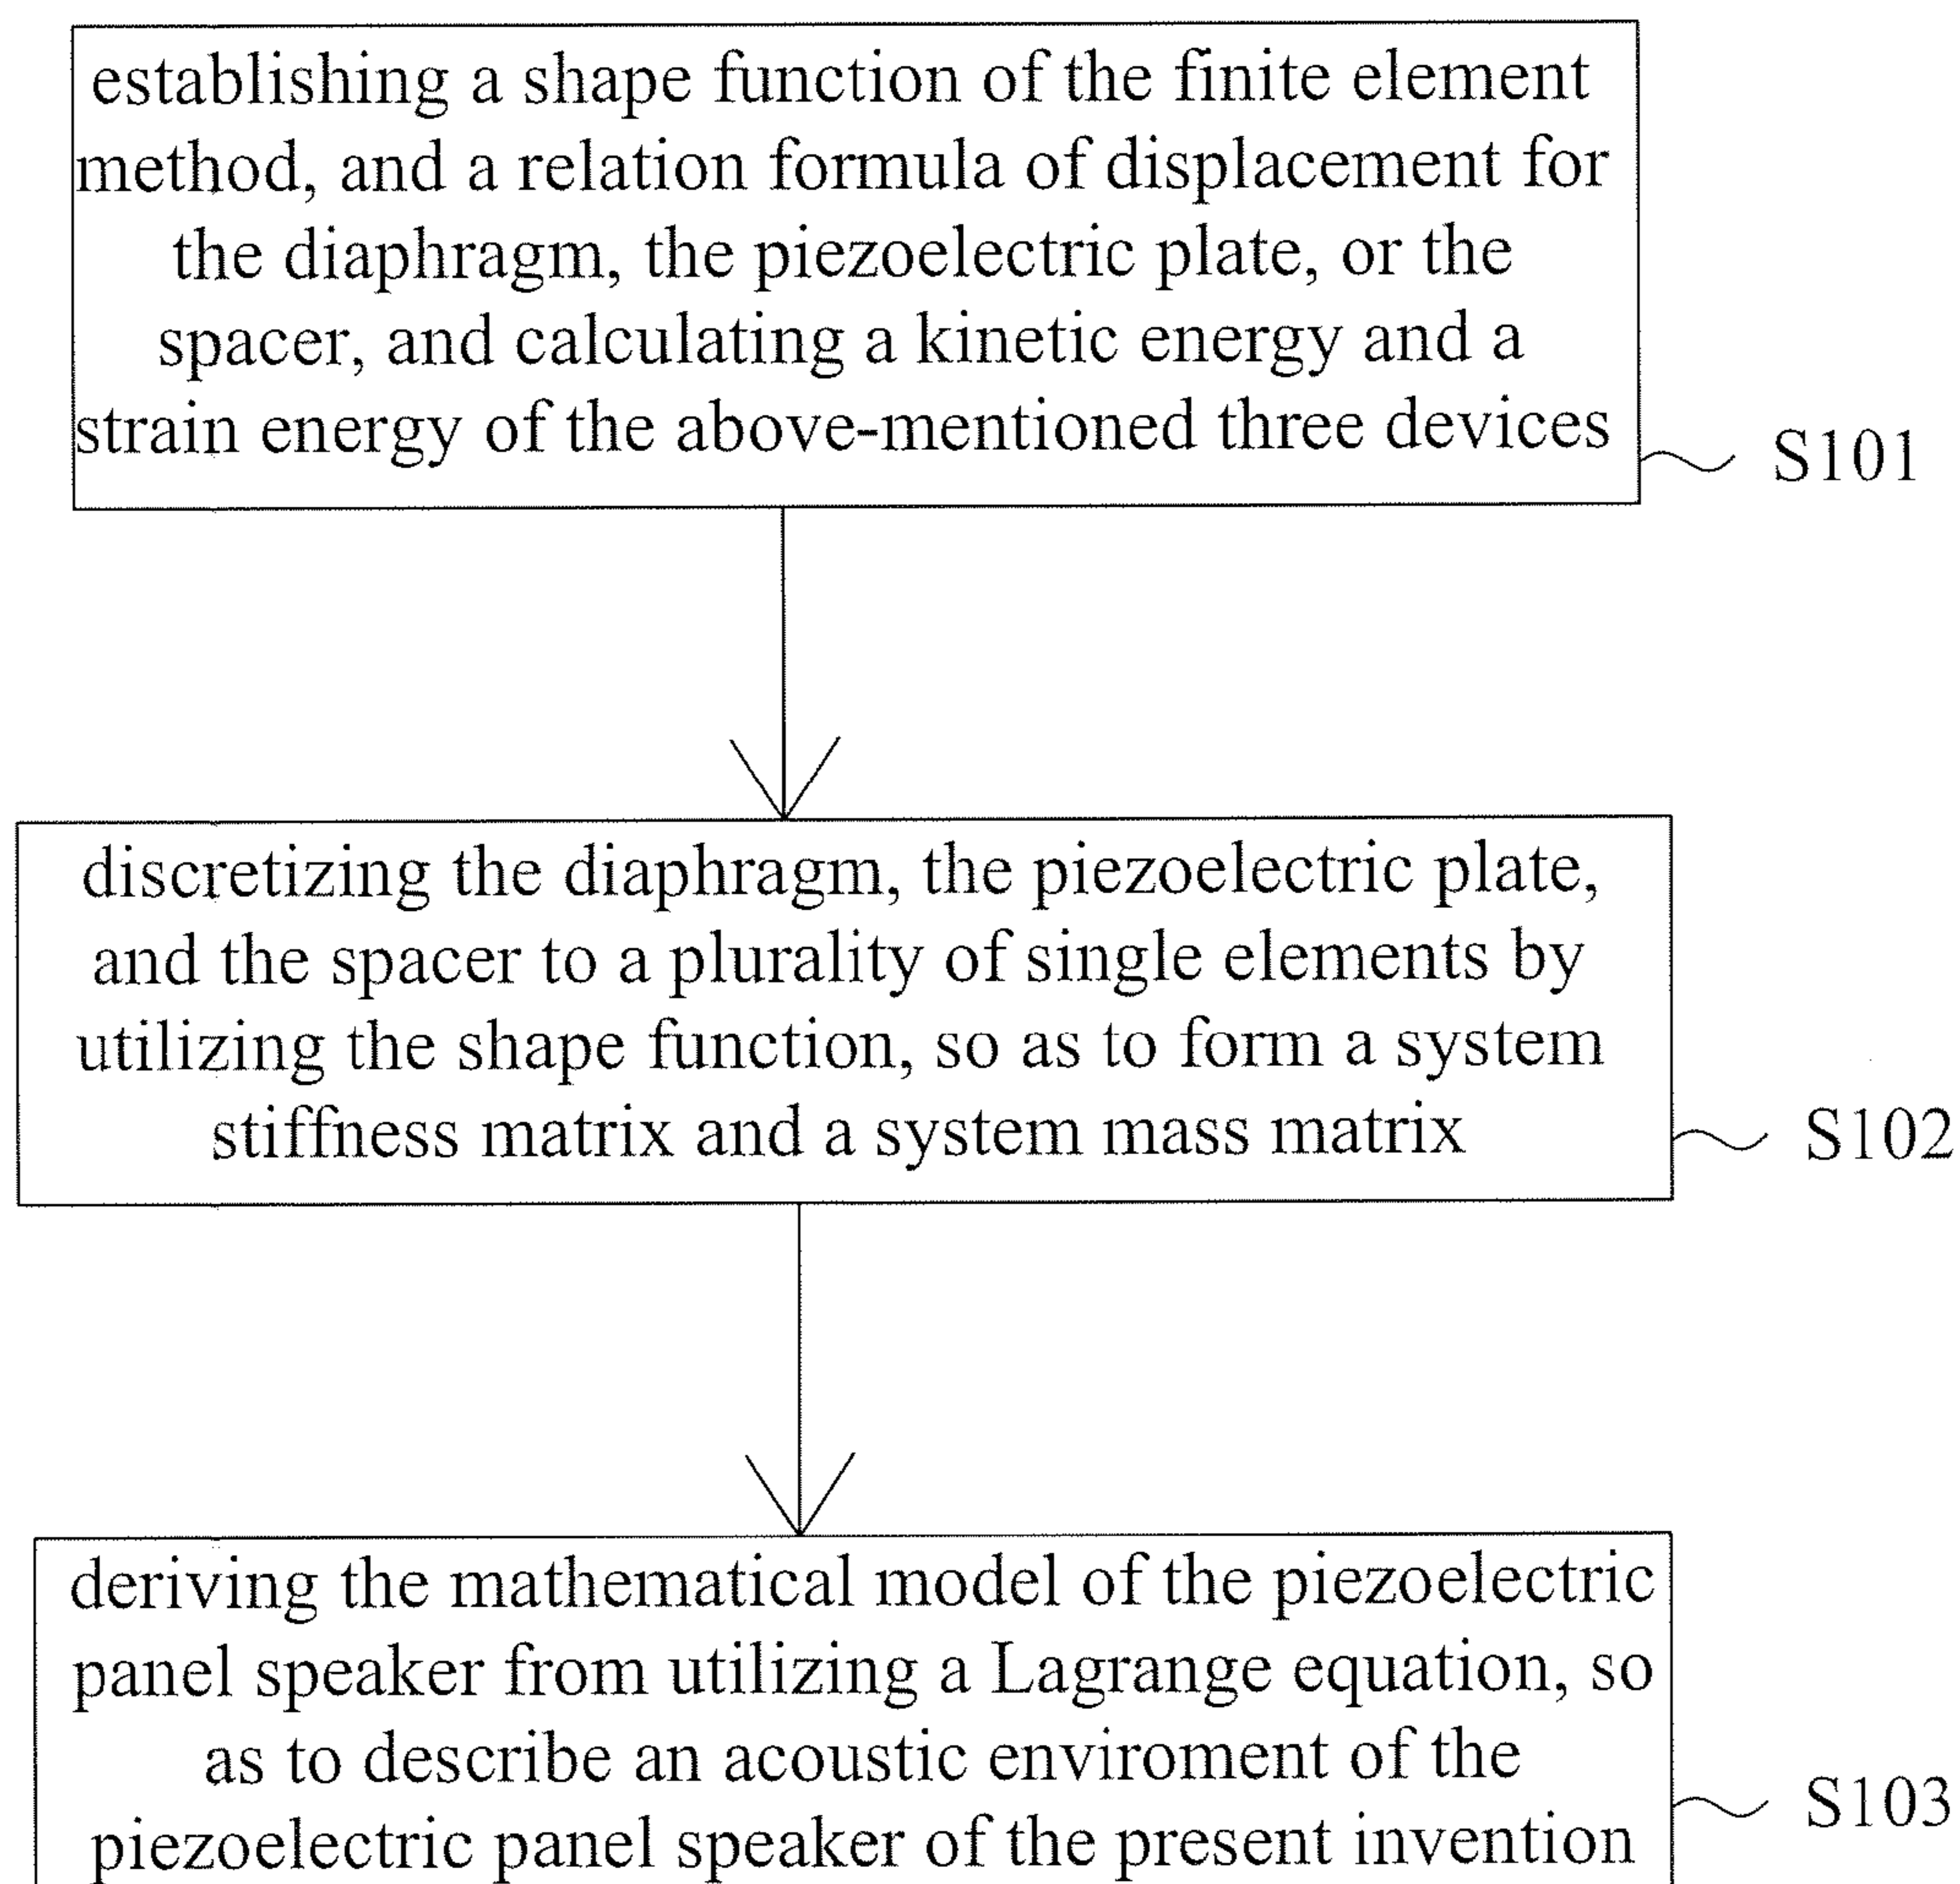 establishing a shape function of the finite element
method, and a relation formula of displacement for
the diaphragm, the piezoelectric plate, or the
spacer, and calculating a kinetic energy and a
strain energy of the above-mentioned three devices
S101
discretizing the diaphragm, the piezoelectric plate,
and the spacer to a plurality of single elements by
utilizing the shape function, so as to form a system
stiffness matrix and a system mass matrix
S102
deriving the mathematical model of the piezoelectric
panel speaker from utilizing a Lagrange equation, so
as to describe an acoustic enviroment of the
piezoelectric panel speaker of the present invention
S103